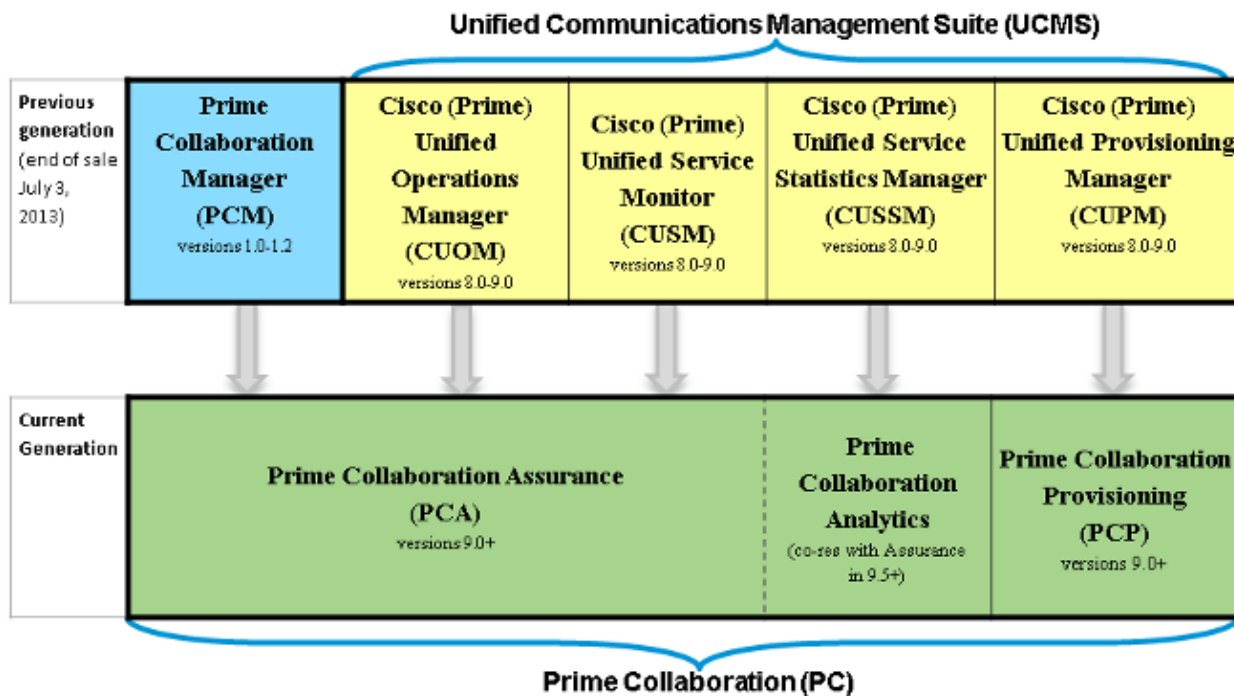 Unified Communications Management Suite (UCMS)
Previous
generation
(end of sale
July 3,
2013)
Prime
Collaboration
Manager
(PCM)
versions 1.0-1.2
Cisco (Prime)
Unified
Operations
Manager
(CUOM)
versions 8.0-9.0
Cisco (Prime)
Unified Service
Monitor
(CUSM)
versions 8.0-9.0
Cisco (Prime)
Unified Service
Statistics Manager
(CUSSM)
versions 8.0-9.0
Cisco (Prime)
Unified Provisioning
Manager
(CUPM)
versions 8.0-9.0
Current
Generation
Prime Collaboration Assurance
(PCA)
versions 9.0+
Prime
Collaboration
Analytics
(co-res with Assurance
in 9.5+)
Prime Collaboration
Provisioning
(PCP)
versions 9.0+
Prime Collaboration (PC)